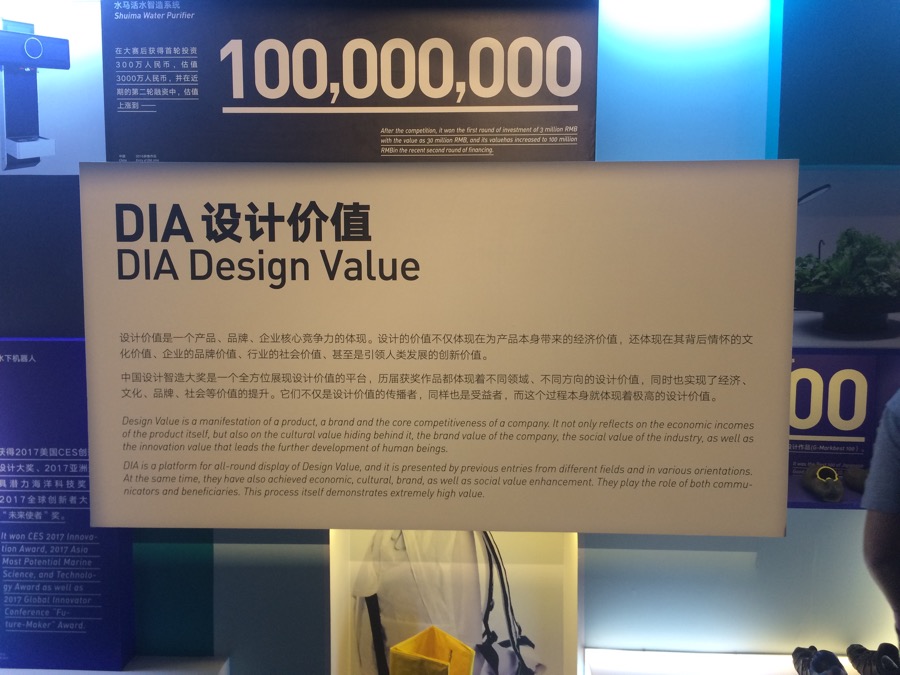 水马活水智造系统
Shuima Water Purifier
在大赛后获得首轮投资
300万人民币，估值
3000万人民币，并在近
期的第二轮融资中，估值
上涨到 ——
100,000,000
After the competition, it won the first round of investment of 3 million RMB
with the value as 30 million RMB, and its valuehas increased to 100 million
RMBin the recent second round of financing.
DIA 设计价值
DIA Design Value
设计价值是一个产品、品牌、企业核心竞争力的体现。设计的价值不仅体现在为产品本身带来的经济价值，还体现在其背后情怀的文
化价值、企业的品牌价值、行业的社会价值、甚至是引领人类发展的创新价值。
中国设计智造大奖是一个全方位展现设计价值的平台，历届获奖作品都体现着不同领域、不同方向的设计价值，同时也实现了经济、
文化、品牌、社会等价值的提升。它们不仅是设计价值的传播者，同样也是受益者，而这个过程本身就体现着极高的设计价值。
Design Value is a manifestation of a product, a brand and the core competitiveness of a company. It not only reflects on the economic incomes
of the product itself, but also on the cultural value hiding behind it, the brand value of the company, the social value of the industry, as well as
the innovation value that leads the further development of human beings.
DIA is a platform for all-round display of Design Value, and it is presented by previous entries from different fields and in various orientations.
At the same time, they have also achieved economic, cultural, brand, as well as social value enhancement. They play the role of both commu-
nicators and beneficiaries. This process itself demonstrates extremely high value.
水下机器人
获得2017美国CES创
设计大奖、2017亚洲
具潜力海洋科技奖
2017全球创新者大
"未来使者"奖。
It won CES 2017 Innova-
tion Award, 2017 Asia
Most Potential Marine
Science, and Technolo-
gy Award as well as
2017 Global Innovator
Conference "Fu-
ture-Maker" Award.
00